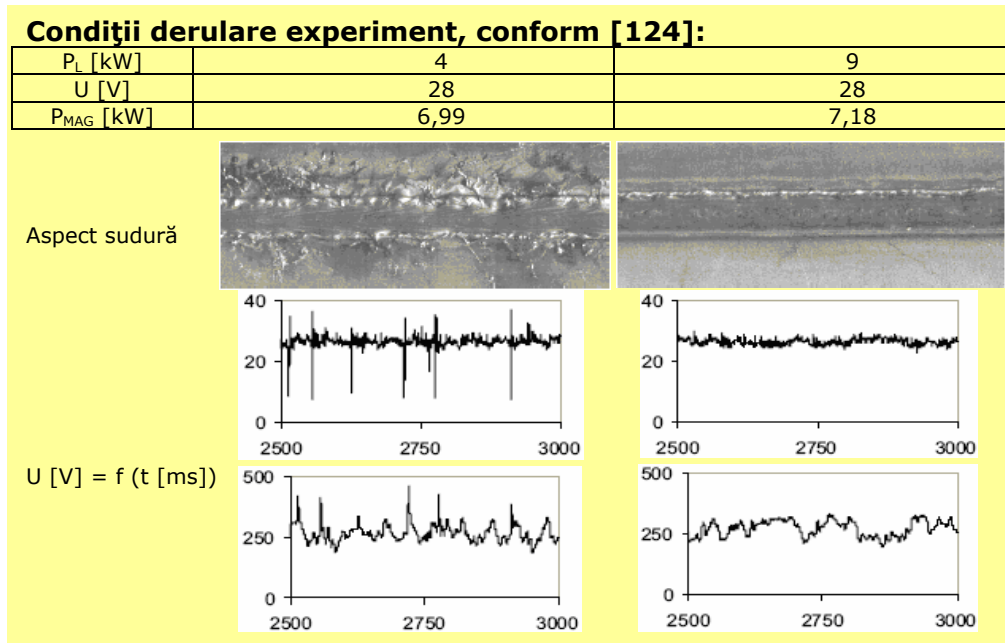 Condiţii derulare experiment, conform [124]:
P_L [kW] 4 9
U [V] 28 28
P_MAG [kW] 6,99 7,18
Aspect sudură
40 40
20 20
0 0
2500 2750 3000 2500 2750 3000
U [V] = f (t [ms])
500 500
250 250
0 0
2500 2750 3000 2500 2750 3000